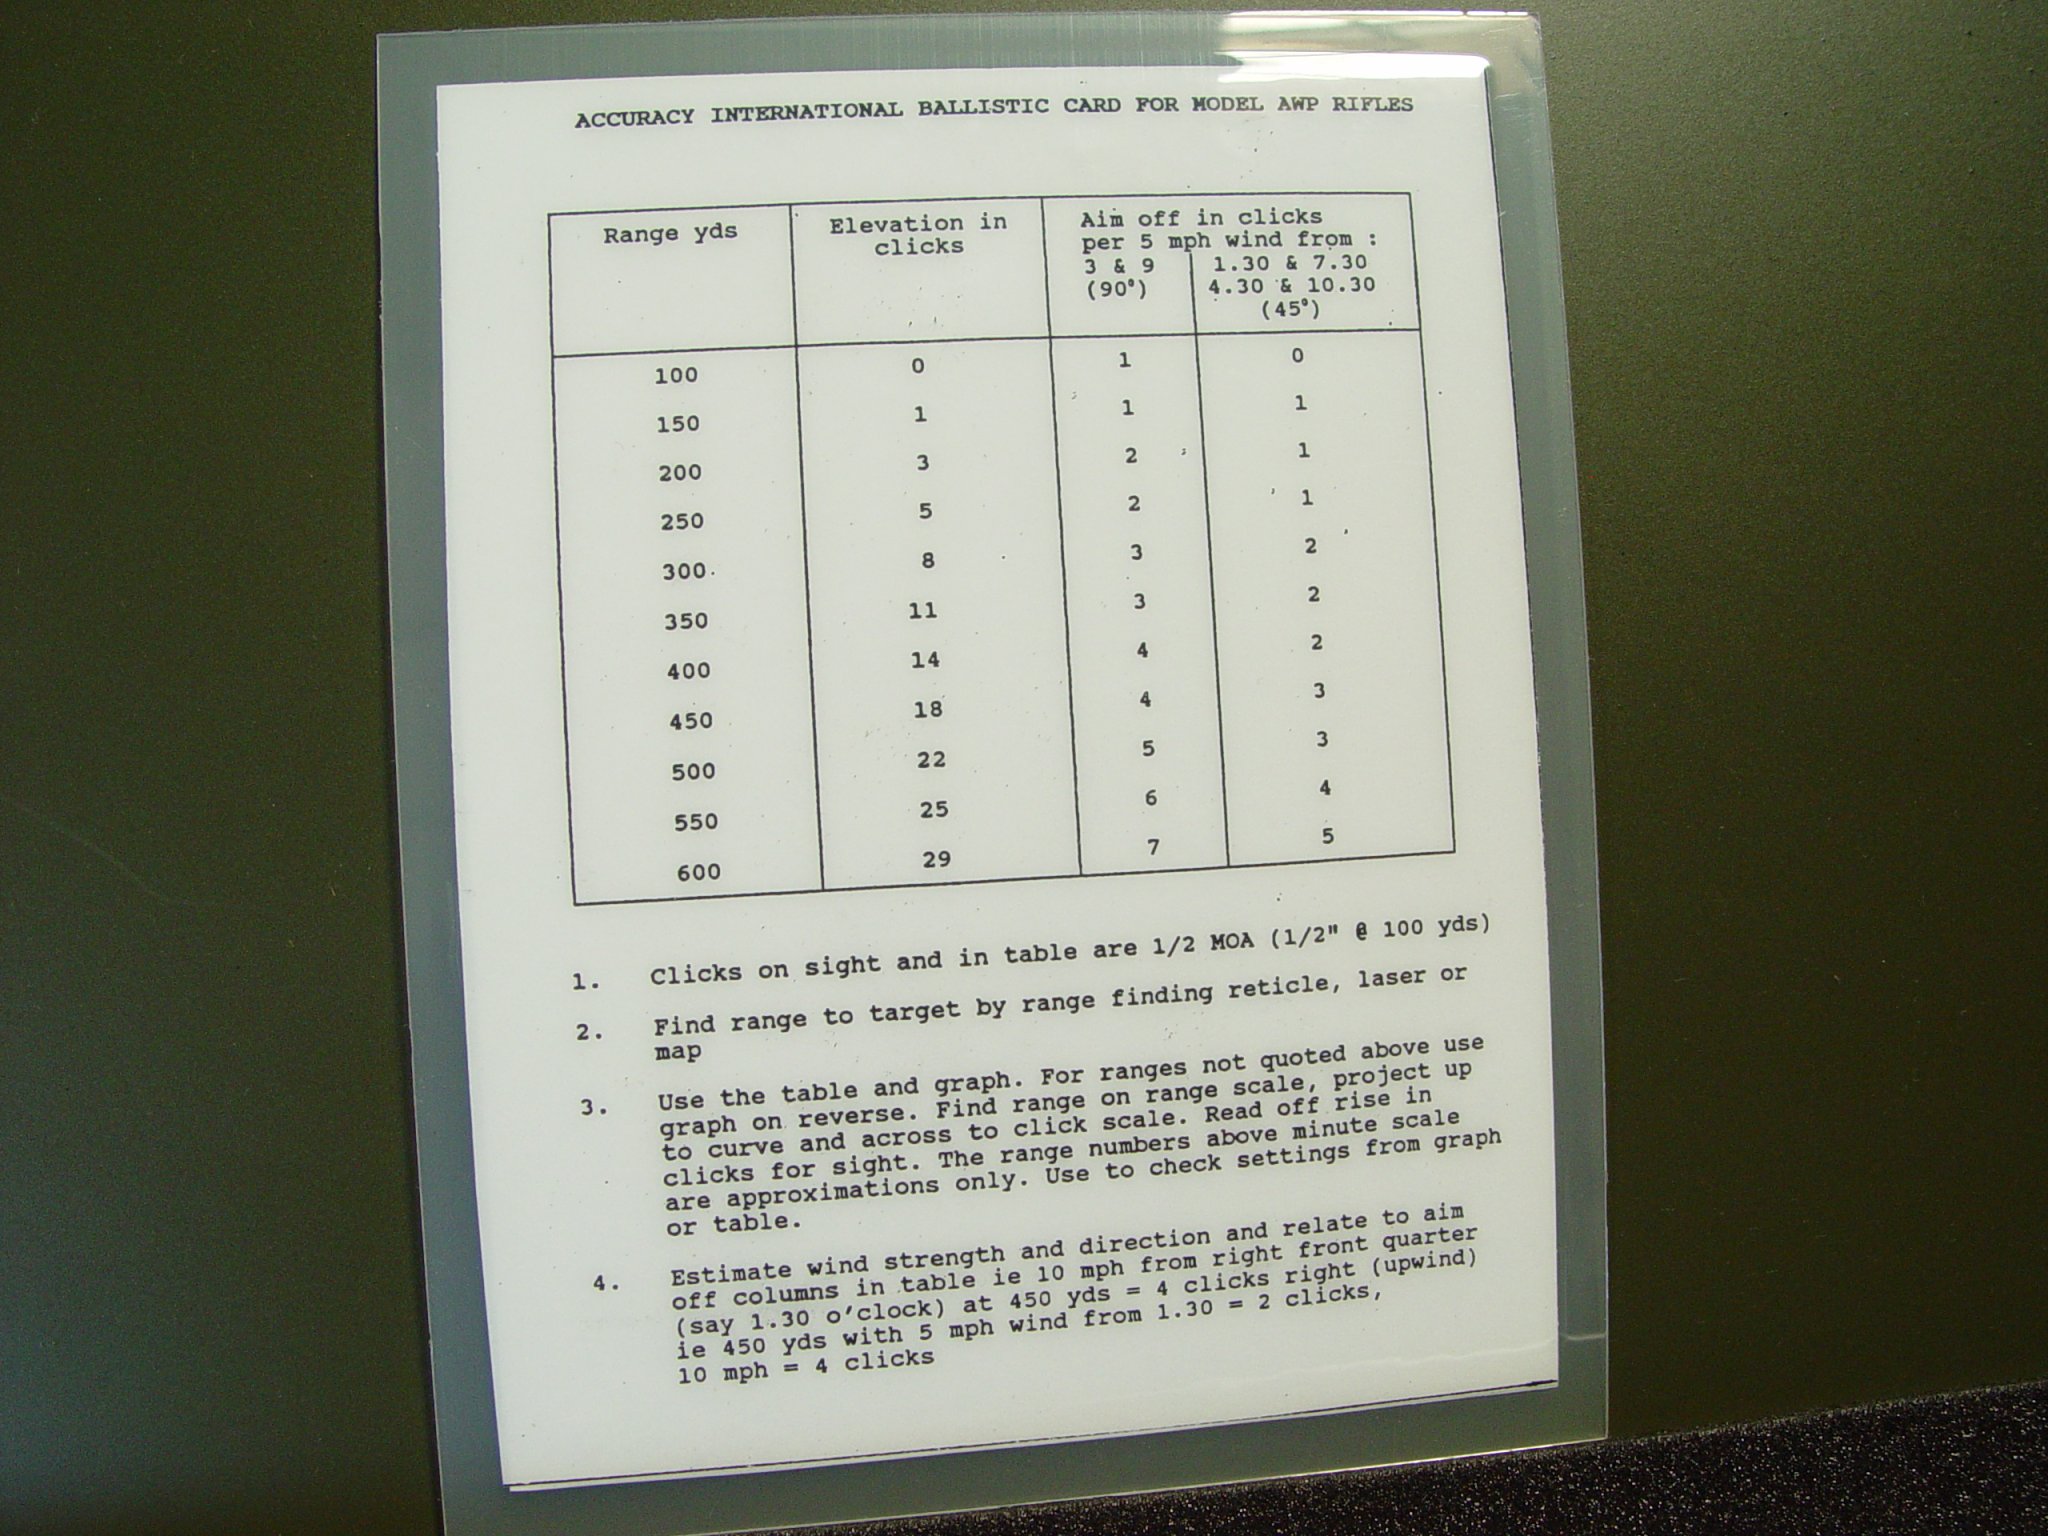 ACCURACY INTERNATIONAL BALLISTIC CARD FOR MODEL AWP RIFLES
Range yds Elevation in clicks Aim off in clicks per 5 mph wind from :
3 & 9 (90°) 1.30 & 7.30 4.30 & 10.30 (45°)
100 0 1 0
150 1 1 1
200 3 2 1
250 5 2 1
300 8 3 2
350 11 3 2
400 14 4 2
450 18 4 3
500 22 5 3
550 25 6 4
600 29 7 5
1. Clicks on sight and in table are 1/2 MOA (1/2" @ 100 yds)
2. Find range to target by range finding reticle, laser or
map
3. Use the table and graph. For ranges not quoted above use
graph on reverse. Find range on range scale, project up
to curve and across to click scale. Read off rise in
clicks for sight. The range numbers above minute scale
are approximations only. Use to check settings from graph
or table.
4. Estimate wind strength and direction and relate to aim
off columns in table ie 10 mph from right front quarter
(say 1.30 o'clock) at 450 yds = 4 clicks right (upwind)
ie 450 yds with 5 mph wind from 1.30 = 2 clicks,
10 mph = 4 clicks